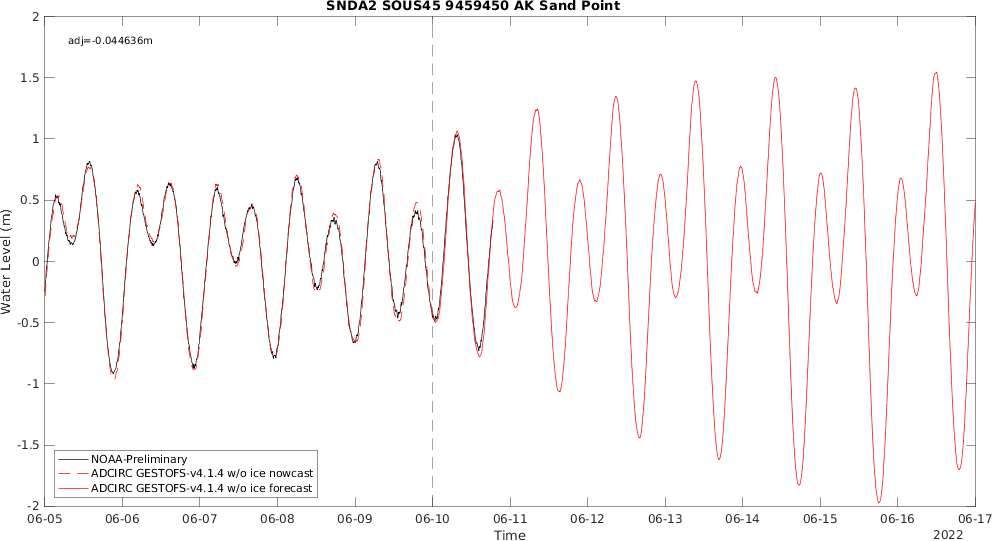 SNDA2 SOUS45 9459450 AK Sand Point
adj=-0.044636m
Water Level (m)
2
1.5
1
0.5
0
-0.5
-1
-1.5
-2
NOAA-Preliminary
ADCIRC GESTOFS-v4.1.4 w/o ice nowcast
ADCIRC GESTOFS-v4.1.4 w/o ice forecast
06-05 06-06 06-07 06-08 06-09 06-10 06-11 06-12 06-13 06-14 06-15 06-16 06-17
Time
2022